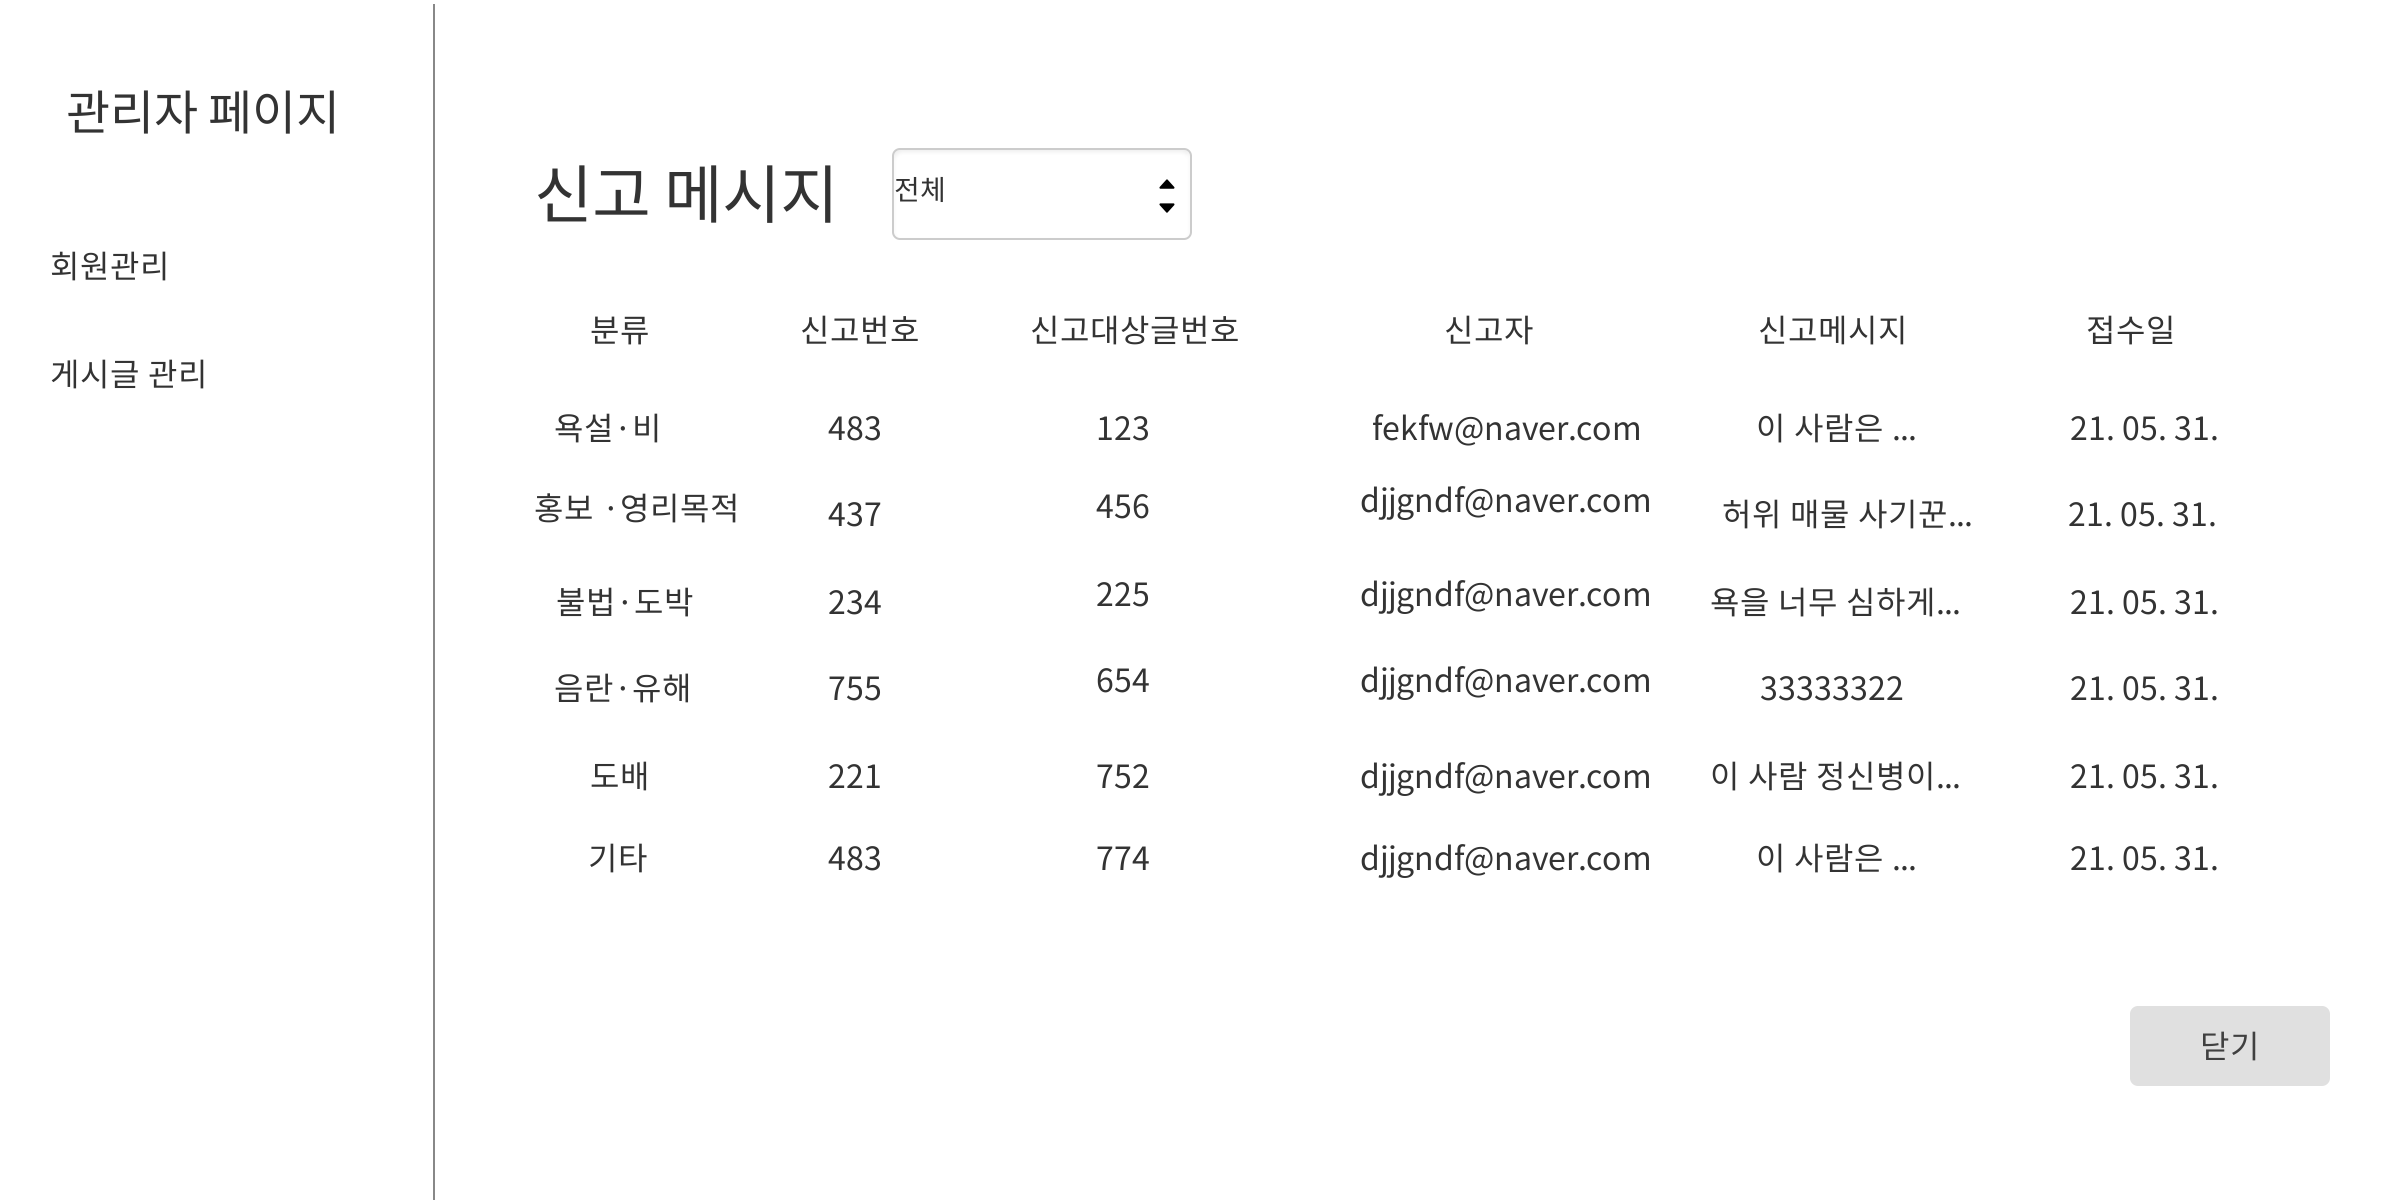 관리자 페이지
회원관리
게시글 관리
신고 메시지 전체
분류 신고번호 신고대상글번호 신고자 신고메시지 접수일
욕설·비 483 123 fekfw@naver.com 이 사람은 ... 21. 05. 31.
홍보 ·영리목적 437 456 djjgndf@naver.com 허위 매물 사기꾼... 21. 05. 31.
불법·도박 234 225 djjgndf@naver.com 욕을 너무 심하게... 21. 05. 31.
음란·유해 755 654 djjgndf@naver.com 33333322 21. 05. 31.
도배 221 752 djjgndf@naver.com 이 사람 정신병이... 21. 05. 31.
기타 483 774 djjgndf@naver.com 이 사람은 ... 21. 05. 31.
닫기